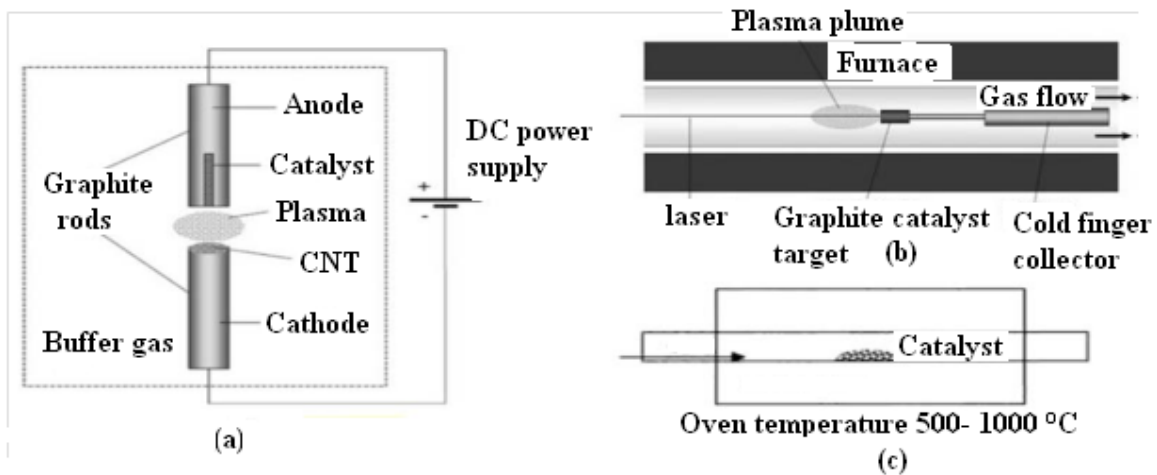 Anode
Catalyst
Graphite
rods
Plasma
CNT
Cathode
Buffer gas
DC power
supply
+
-
(a)
Plasma plume
Furnace
Gas flow
laser
Graphite catalyst
target
(b)
Cold finger
collector
Catalyst
Oven temperature 500- 1000 °C
(c)